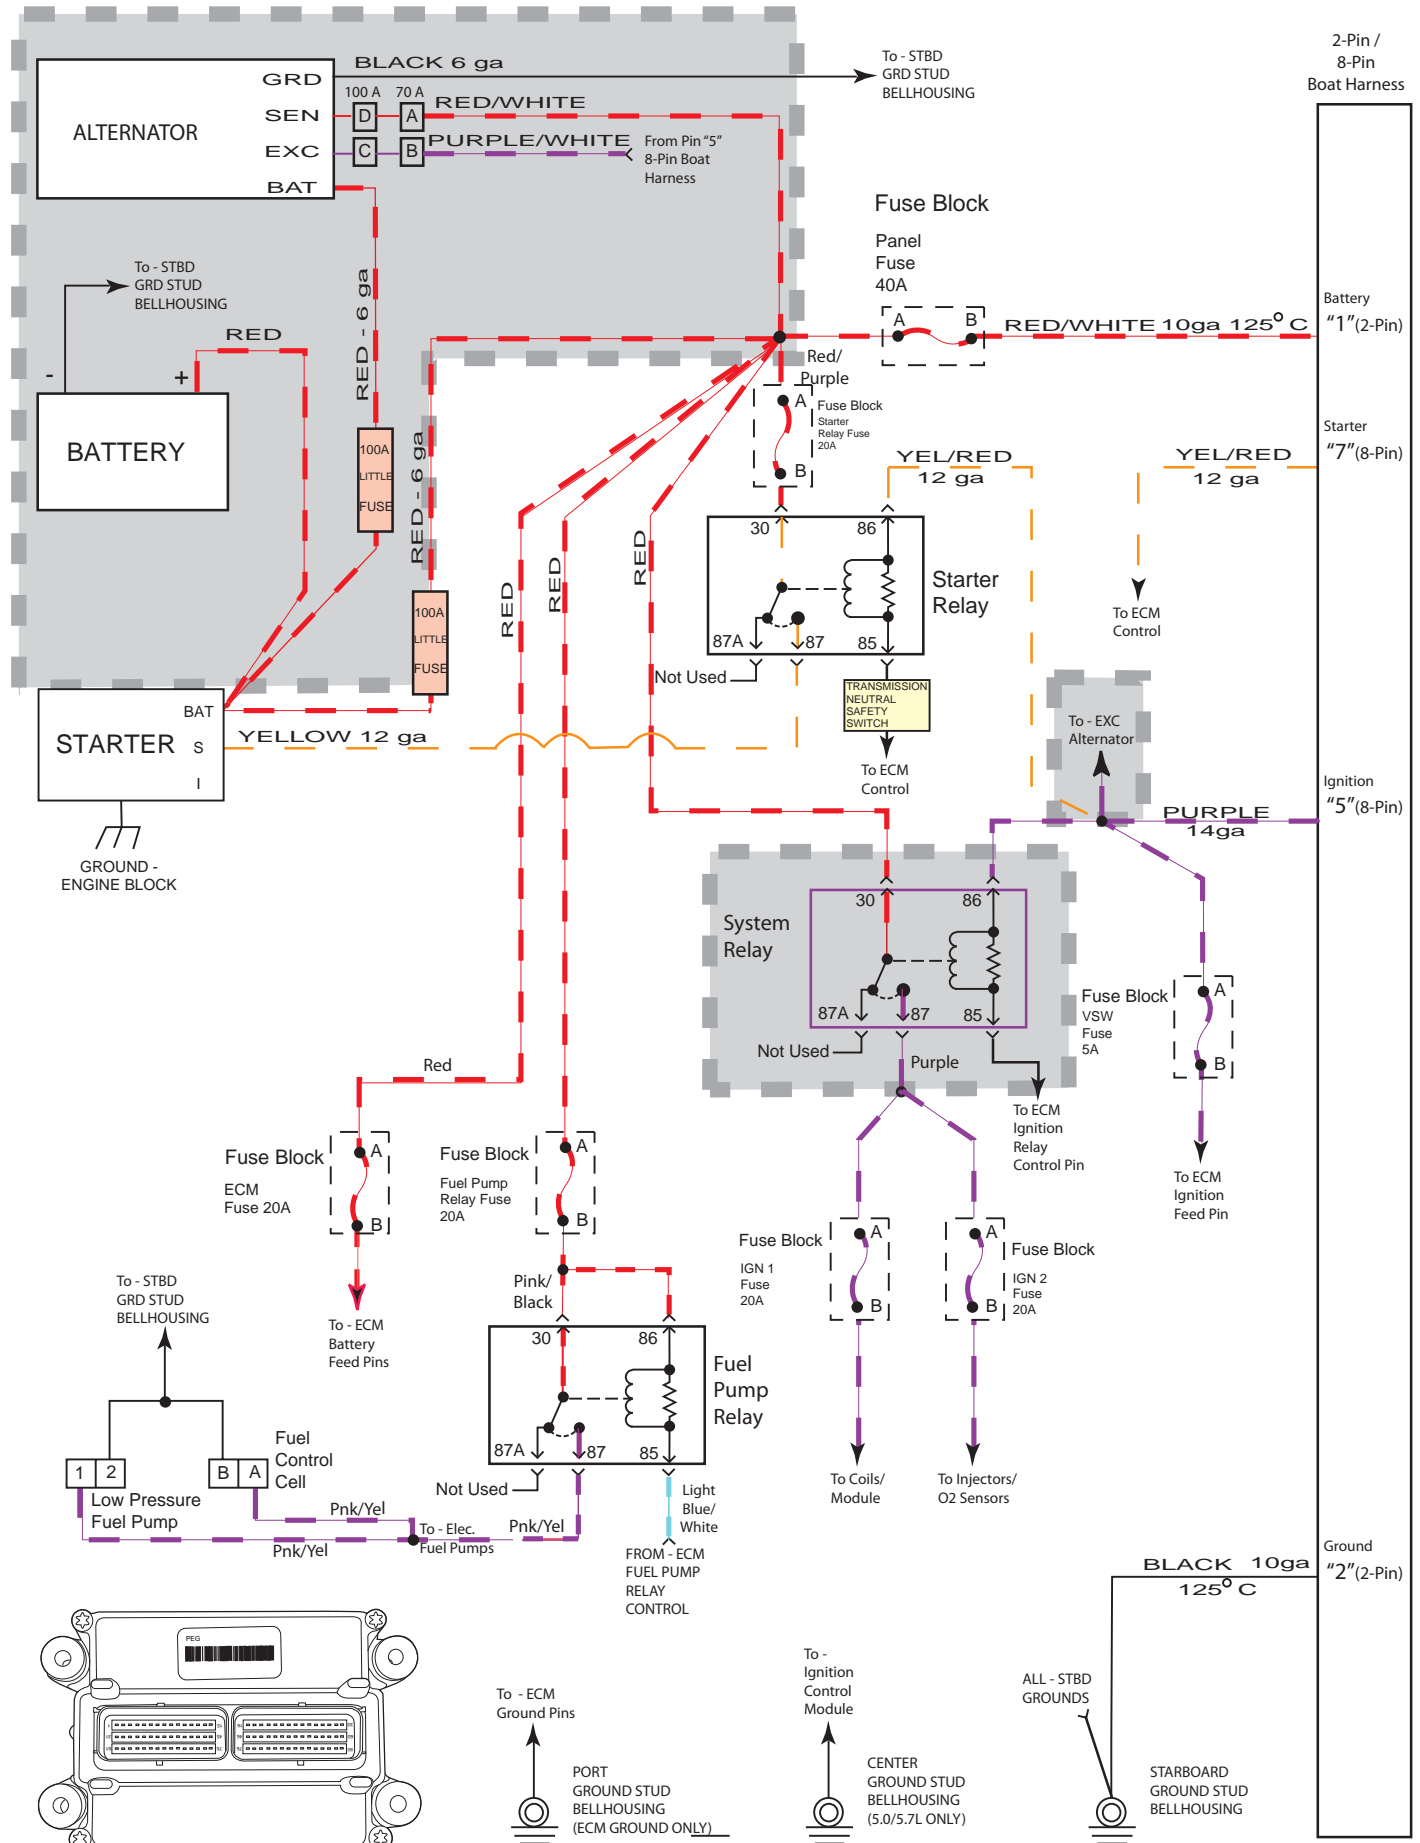 2-Pin /
8-Pin
Boat Harness
BLACK 6 ga
To - STBD
GRD STUD
BELLHOUSING
GRD
100 A
70 A
RED/WHITE
SEN
D
A
ALTERNATOR
PURPLE/WHITE
EXC
C
B
From Pin "5"
8-Pin Boat
Harness
BAT
Fuse Block
Panel
Fuse
40A
To - STBD
GRD STUD
BELLHOUSING
RED
RED - 6 ga
A
B
RED/WHITE 10ga 125° C
Battery
"1"(2-Pin)
-
+
BATTERY
Red/
Purple
A
Fuse Block
Starter
Relay Fuse
20A
B
Starter
"7"(8-Pin)
100A
LITTLE
FUSE
RED - 6 ga
YEL/RED
12 ga
YEL/RED
12 ga
30
86
Starter
Relay
87A
87
85
Not Used
TRANSMISSION
NEUTRAL
SAFETY
SWITCH
To ECM
Control
To ECM
Control
100A
LITTLE
FUSE
RED
RED
RED
BAT
STARTER
S
I
YELLOW 12 ga
GROUND -
ENGINE BLOCK
To - EXC
Alternator
Ignition
"5"(8-Pin)
PURPLE
14ga
30
86
System
Relay
87A
87
85
Not Used
Purple
Fuse Block
VSW
Fuse
5A
A
B
To ECM
Ignition
Relay
Control Pin
To ECM
Ignition
Feed Pin
Red
Fuse Block
ECM
Fuse 20A
A
B
Fuse Block
Fuel Pump
Relay Fuse
20A
A
B
Fuse Block
IGN 1
Fuse
20A
A
B
A
B
Fuse Block
IGN 2
Fuse
20A
To - STBD
GRD STUD
BELLHOUSING
To - ECM
Battery
Feed Pins
Pink/
Black
30
86
Fuel
Pump
Relay
87A
87
85
Not Used
To Coils/
Module
To Injectors/
O2 Sensors
1
2
B
A
Fuel
Control
Cell
Low Pressure
Fuel Pump
Pnk/Yel
Pnk/Yel
To - Elec.
Fuel Pumps
Pnk/Yel
Light
Blue/
White
FROM - ECM
FUEL PUMP
RELAY
CONTROL
Ground
"2"(2-Pin)
BLACK 10ga
125° C
PEG
To - ECM
Ground Pins
PORT
GROUND STUD
BELLHOUSING
(ECM GROUND ONLY)
To -
Ignition
Control
Module
CENTER
GROUND STUD
BELLHOUSING
(5.0/5.7L ONLY)
ALL - STBD
GROUNDS
STARBOARD
GROUND STUD
BELLHOUSING